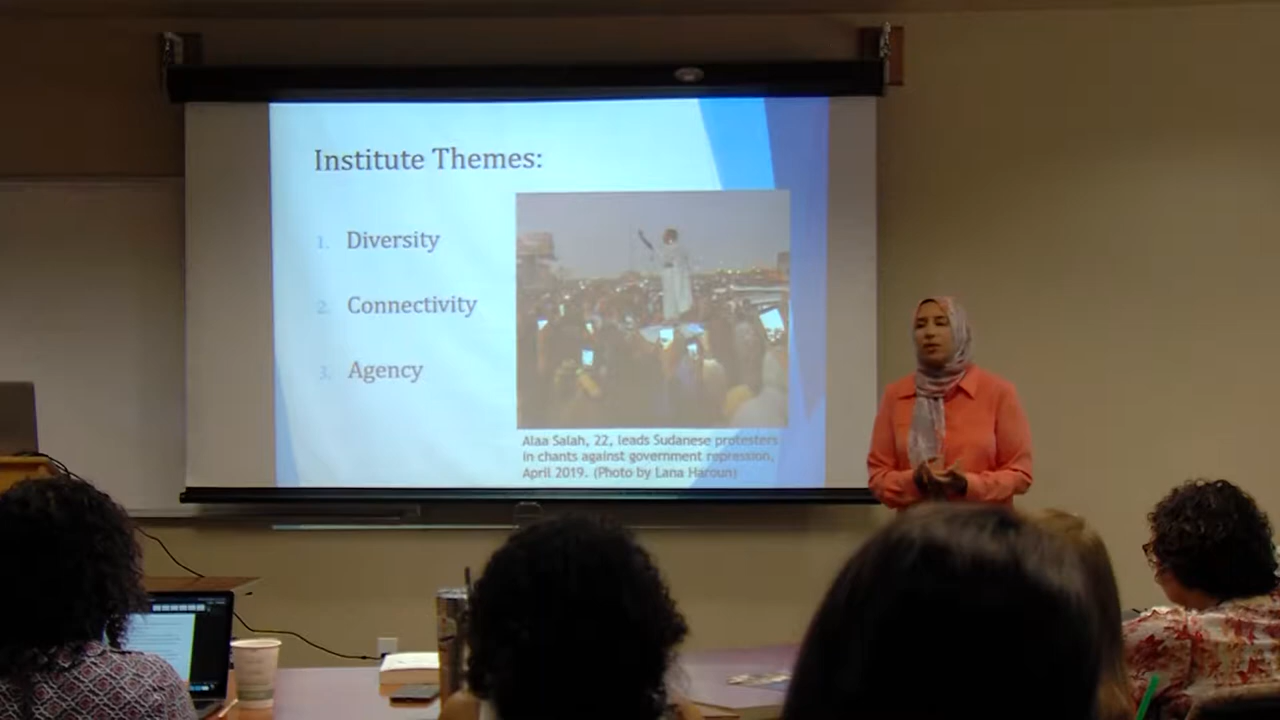 Institute Themes:
1. Diversity
2. Connectivity
3. Agency
Alaa Salah, 22, leads Sudanese protesters
in chants against government repression,
April 2019. (Photo by Lana Haroun)